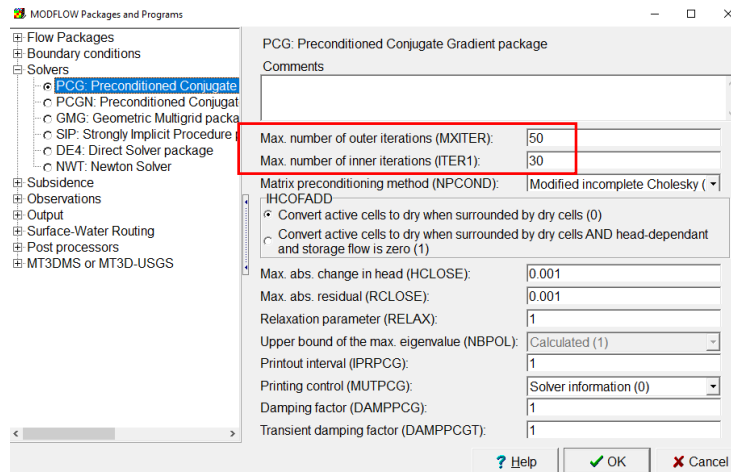 MODFLOW Packages and Programs
Flow Packages
Boundary conditions
Solvers
PCG: Preconditioned Conjugate
PCGN: Preconditioned Conjugat
GMG: Geometric Multigrid packa
SIP: Strongly Implicit Procedure
DE4: Direct Solver package
NWT: Newton Solver
Subsidence
Observations
Output
Surface-Water Routing
Post processors
MT3DMS or MT3D-USGS
PCG: Preconditioned Conjugate Gradient package
Comments
Max. number of outer iterations (MXITER): 50
Max. number of inner iterations (ITER1): 30
Matrix preconditioning method (NPCOND): Modified incomplete Cholesky (
IHCOFADD
Convert active cells to dry when surrounded by dry cells (0)
Convert active cells to dry when surrounded by dry cells AND head-dependant
and storage flow is zero (1)
Max. abs. change in head (HCLOSE): 0.001
Max. abs. residual (RCLOSE): 0.001
Relaxation parameter (RELAX): 1
Upper bound of the max. eigenvalue (NBPOL): Calculated (1)
Printout interval (IPRPCG): 1
Printing control (MUTPCG): Solver information (0)
Damping factor (DAMPPCG): 1
Transient damping factor (DAMPPCGT): 1
? Help
OK
Cancel